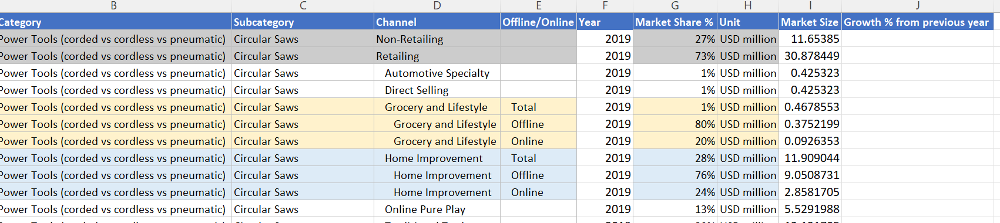 B C D E F G H I J
Category Subcategory Channel Offline/Online Year Market Share % Unit Market Size Growth % from previous year
Power Tools (corded vs cordless vs pneumatic) Circular Saws Non-Retailing 2019 27% USD million 11.65385
Power Tools (corded vs cordless vs pneumatic) Circular Saws Retailing 2019 73% USD million 30.878449
Power Tools (corded vs cordless vs pneumatic) Circular Saws Automotive Specialty 2019 1% USD million 0.425323
Power Tools (corded vs cordless vs pneumatic) Circular Saws Direct Selling 2019 1% USD million 0.425323
Power Tools (corded vs cordless vs pneumatic) Circular Saws Grocery and Lifestyle Total 2019 1% USD million 0.4678553
Power Tools (corded vs cordless vs pneumatic) Circular Saws Grocery and Lifestyle Offline 2019 80% USD million 0.3752199
Power Tools (corded vs cordless vs pneumatic) Circular Saws Grocery and Lifestyle Online 2019 20% USD million 0.0926353
Power Tools (corded vs cordless vs pneumatic) Circular Saws Home Improvement Total 2019 28% USD million 11.909044
Power Tools (corded vs cordless vs pneumatic) Circular Saws Home Improvement Offline 2019 76% USD million 9.0508731
Power Tools (corded vs cordless vs pneumatic) Circular Saws Home Improvement Online 2019 24% USD million 2.8581705
Power Tools (corded vs cordless vs pneumatic) Circular Saws Online Pure Play 2019 13% USD million 5.5291988